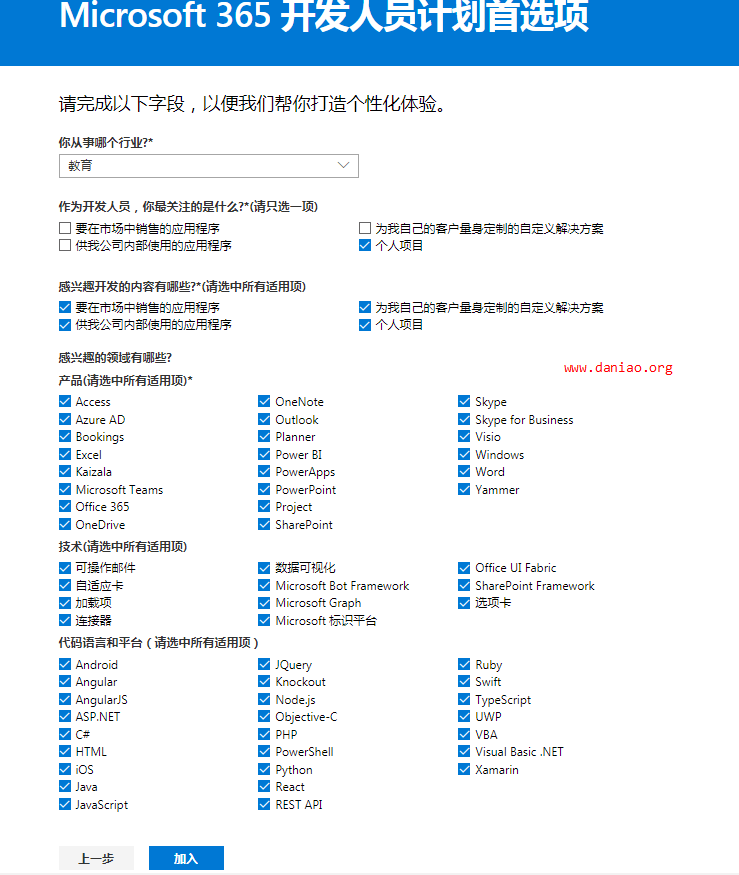 Microsoft 365 开发人员计划首选项
请完成以下字段，以便我们帮你打造个性化体验。
你从事哪个行业?*
教育
作为开发人员，你最关注的是什么?*(请只选一项)
要在市场中销售的应用程序 为我自己的客户量身定制的自定义解决方案
供我公司内部使用的应用程序 个人项目
感兴趣开发的内容有哪些?*(请选中所有适用项)
要在市场中销售的应用程序 为我自己的客户量身定制的自定义解决方案
供我公司内部使用的应用程序 个人项目
感兴趣的领域有哪些?
www.daniao.org
产品(请选中所有适用项)*
Access OneNote Skype
Azure AD Outlook Skype for Business
Bookings Planner Visio
Excel Power BI Windows
Kaizala PowerApps Word
Microsoft Teams PowerPoint Yammer
Office 365 Project
OneDrive SharePoint
技术(请选中所有适用项)
可操作邮件 数据可视化 Office UI Fabric
自适应卡 Microsoft Bot Framework SharePoint Framework
加载项 Microsoft Graph 选项卡
连接器 Microsoft 标识平台
代码语言和平台（请选中所有适用项）
Android JQuery Ruby
Angular Knockout Swift
AngularJS Node.js TypeScript
ASP.NET Objective-C UWP
C# PHP VBA
HTML PowerShell Visual Basic .NET
iOS Python Xamarin
Java React
JavaScript REST API
上一步 加入